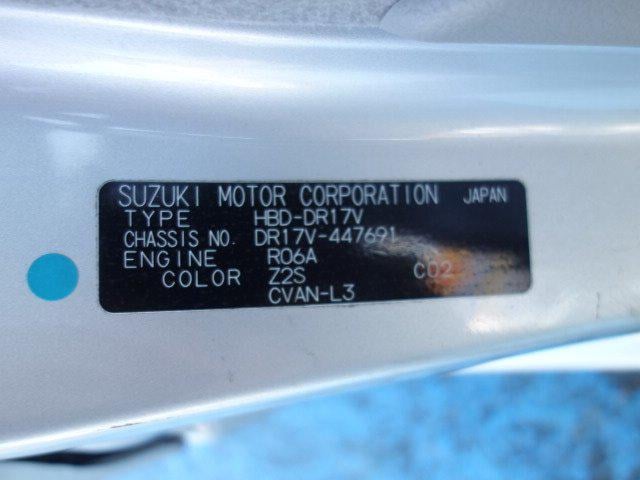 SUZUKI MOTOR CORPORATION JAPAN
TYPE HBD-DR17V
CHASSIS NO. DR17V-447691
ENGINE R06A C02
COLOR Z2S
CVAN-L3